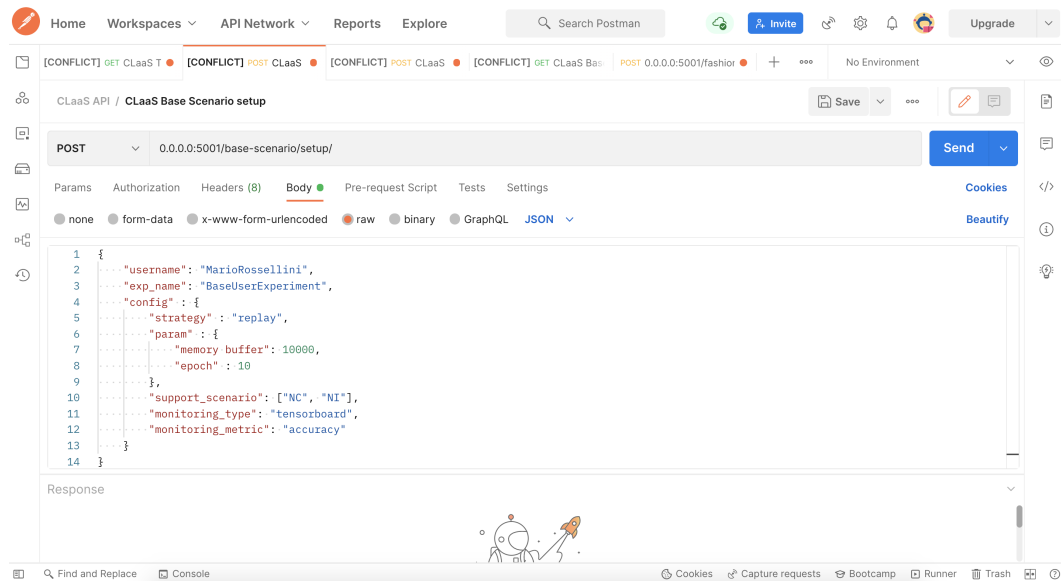 Home Workspaces API Network Reports Explore Search Postman Invite Upgrade
[CONFLICT] GET CLaaS T [CONFLICT] POST CLaaS [CONFLICT] POST CLaaS [CONFLICT] GET CLaaS Bas POST 0.0.0.0:5001/fashion No Environment
CLaaS API / CLaaS Base Scenario setup Save
POST 0.0.0.0:5001/base-scenario/setup/ Send
Params Authorization Headers (8) Body Pre-request Script Tests Settings Cookies
none form-data x-www-form-urlencoded raw binary GraphQL JSON Beautify
1 {
2 "username": "MarioRossellini",
3 "exp_name": "BaseUserExperiment",
4 "config" : {
5 "strategy" : "replay",
6 "param" : {
7 "memory buffer": 10000,
8 "epoch" : 10
9 },
10 "support_scenario": ["NC", "NI"],
11 "monitoring_type": "tensorboard",
12 "monitoring_metric": "accuracy"
13 }
14 }
Response
Find and Replace Console Cookies Capture requests Bootcamp Runner Trash